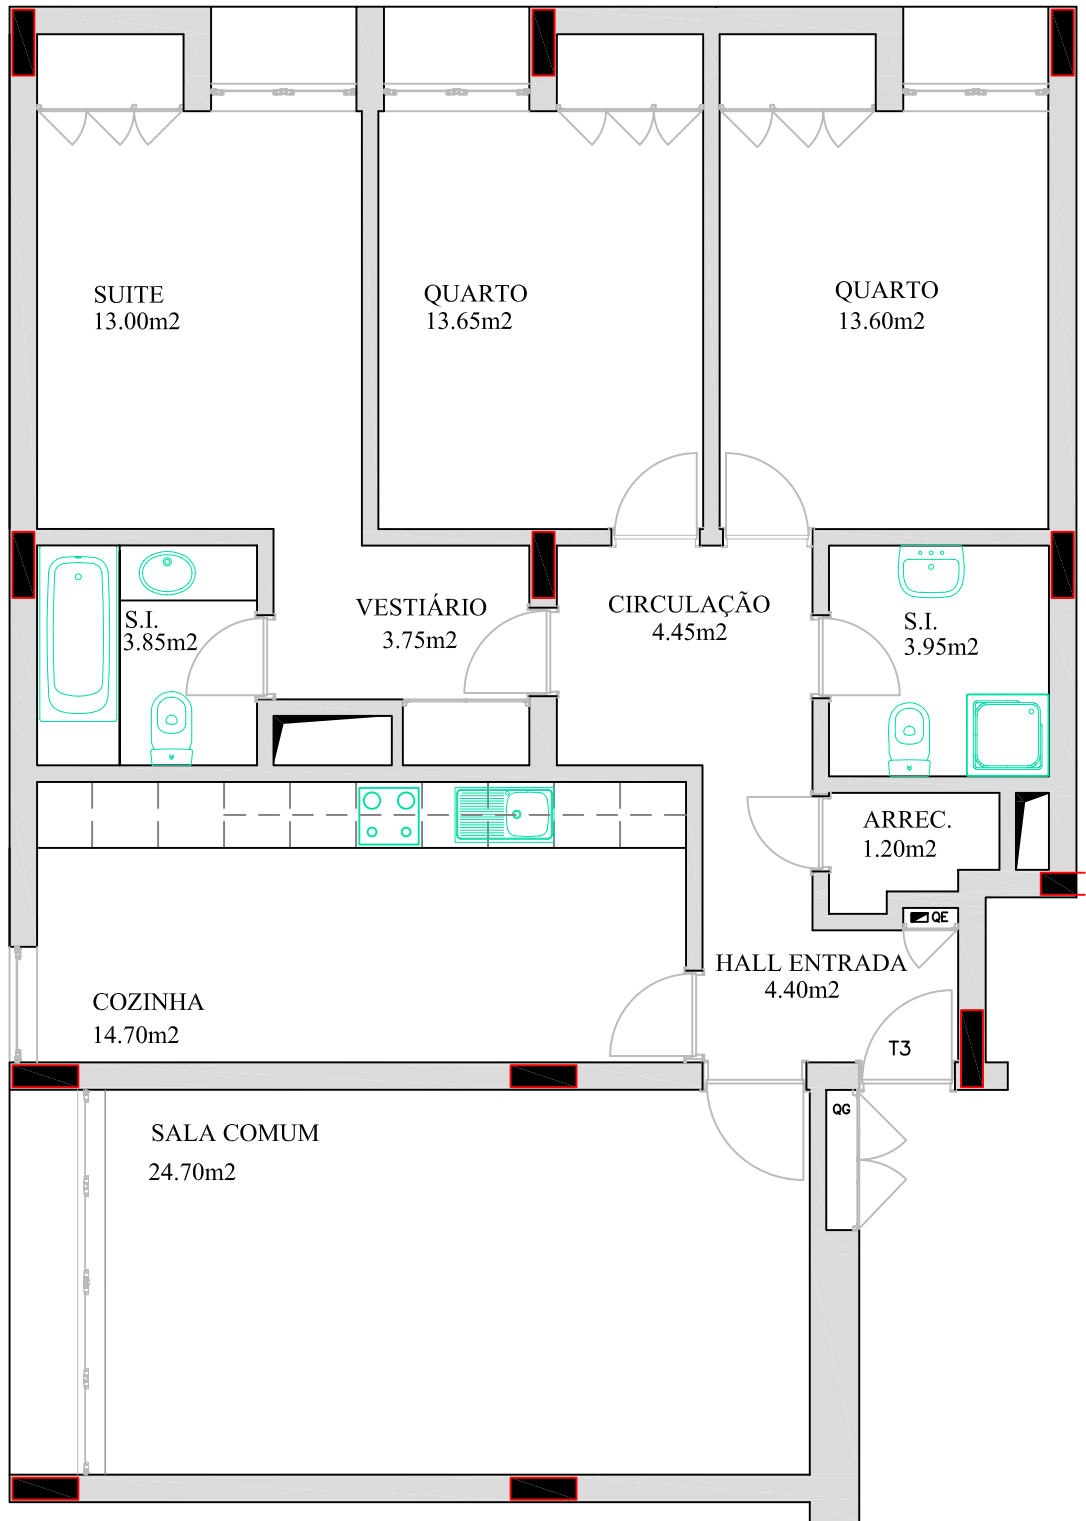 SUITE
13.00m2
QUARTO
13.65m2
QUARTO
13.60m2
S.I.
3.85m2
VESTIÁRIO
3.75m2
CIRCULAÇÃO
4.45m2
S.I.
3.95m2
ARREC.
1.20m2
QE
HALL ENTRADA
4.40m2
COZINHA
14.70m2
T3
QG
SALA COMUM
24.70m2